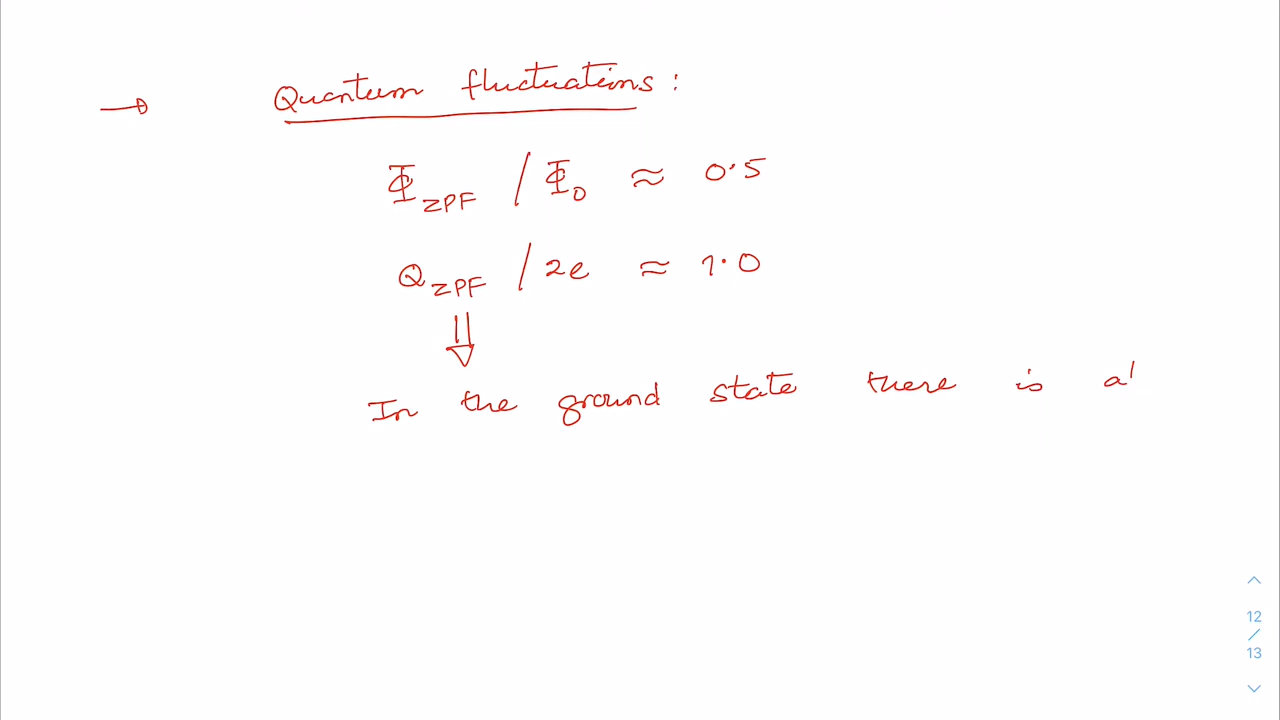 → Quantum fluctuations :
Φ_ZPF / Φ_0 ≈ 0.5
Q_ZPF / 2e ≈ 1.0
⇓
In the ground state there is
12
/
13